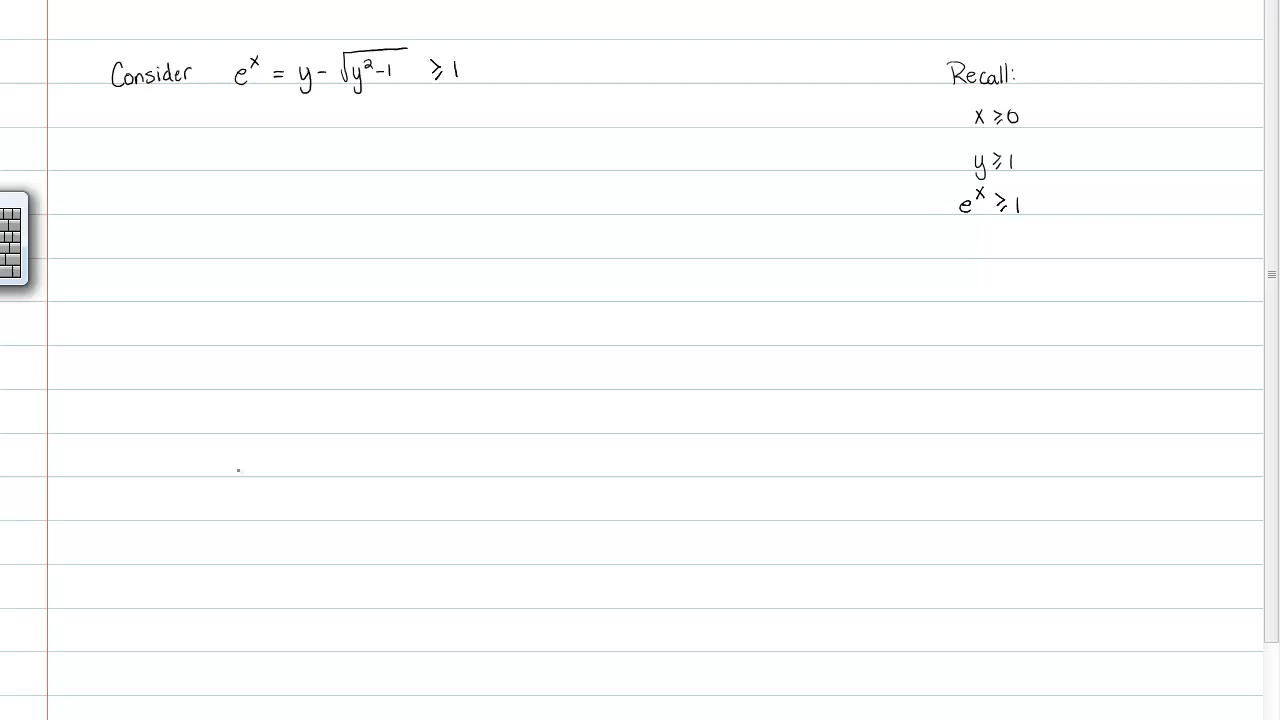 Consider e^x = y - √(y²-1) ⩾ 1
Recall:
x ⩾ 0
y ⩾ 1
e^x ⩾ 1